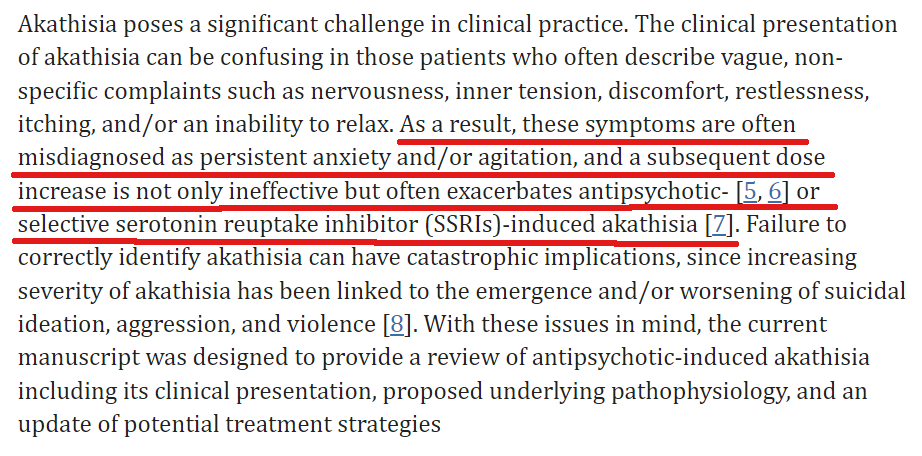 Akathisia poses a significant challenge in clinical practice. The clinical presentation
of akathisia can be confusing in those patients who often describe vague, non-
specific complaints such as nervousness, inner tension, discomfort, restlessness,
itching, and/or an inability to relax. As a result, these symptoms are often
misdiagnosed as persistent anxiety and/or agitation, and a subsequent dose
increase is not only ineffective but often exacerbates antipsychotic- [5, 6] or
selective serotonin reuptake inhibitor (SSRIs)-induced akathisia [7]. Failure to
correctly identify akathisia can have catastrophic implications, since increasing
severity of akathisia has been linked to the emergence and/or worsening of suicidal
ideation, aggression, and violence [8]. With these issues in mind, the current
manuscript was designed to provide a review of antipsychotic-induced akathisia
including its clinical presentation, proposed underlying pathophysiology, and an
update of potential treatment strategies